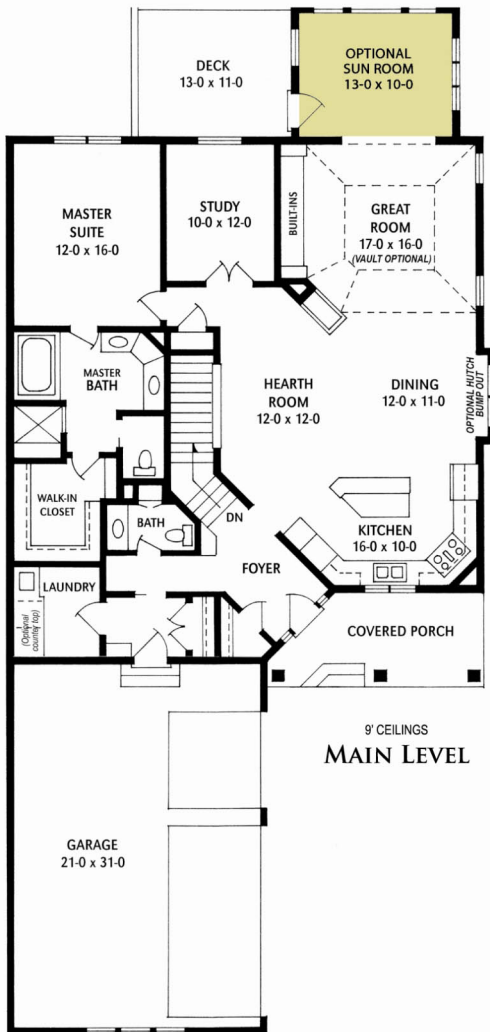 DECK
13-0 x 11-0
OPTIONAL
SUN ROOM
13-0 x 10-0
MASTER
SUITE
12-0 x 16-0
STUDY
10-0 x 12-0
BUILT-INS
GREAT
ROOM
17-0 x 16-0
(VAULT OPTIONAL)
MASTER
BATH
HEARTH
ROOM
12-0 x 12-0
DINING
12-0 x 11-0
OPTIONAL HUTCH
BUMP OUT
WALK-IN
CLOSET
BATH
DN
KITCHEN
16-0 x 10-0
LAUNDRY
(Optional
counter top)
FOYER
COVERED PORCH
9' CEILINGS
MAIN LEVEL
GARAGE
21-0 x 31-0